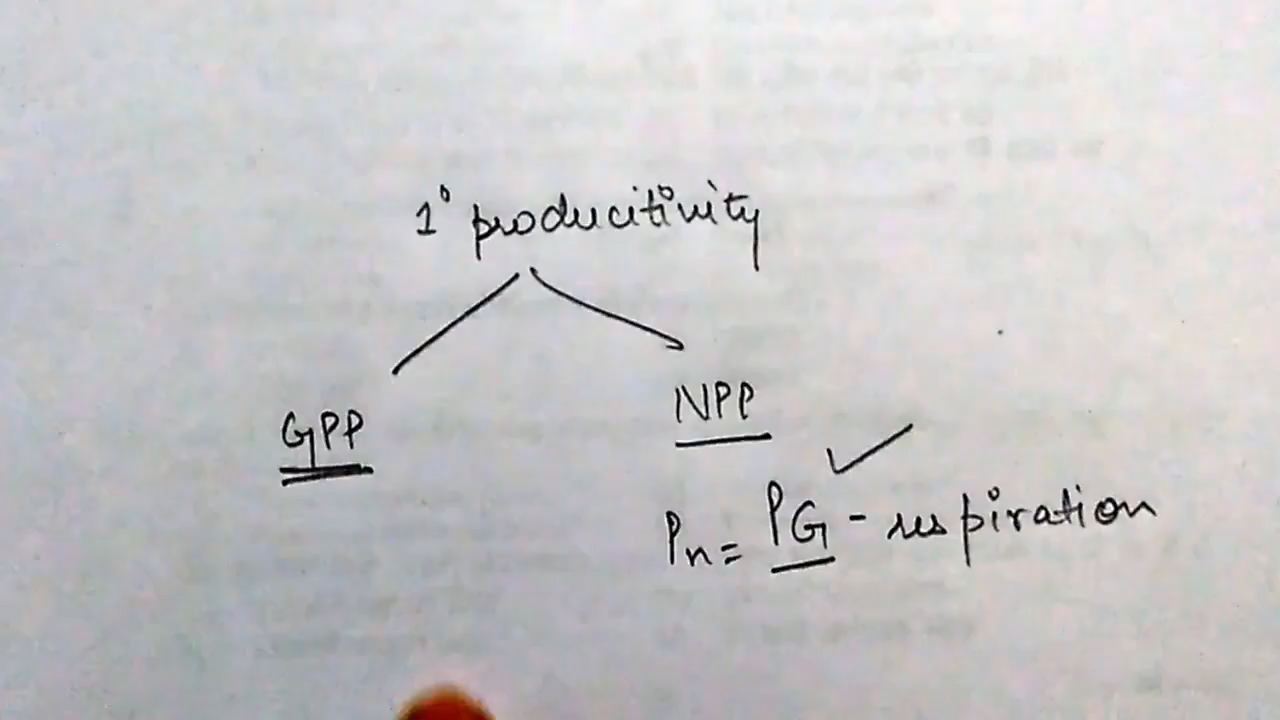 1° producitivity
GPP
NPP
Pn = PG - respiration